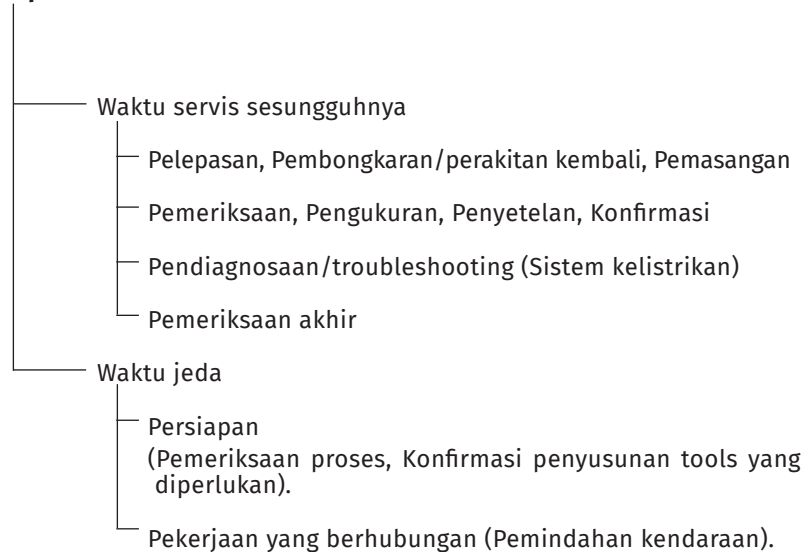 Waktu servis sesungguhnya
Pelepasan, Pembongkaran/perakitan kembali, Pemasangan
Pemeriksaan, Pengukuran, Penyetelan, Konfirmasi
Pendiagnosaan/troubleshooting (Sistem kelistrikan)
Pemeriksaan akhir
Waktu jeda
Persiapan
(Pemeriksaan proses, Konfirmasi penyusunan tools yang
diperlukan).
Pekerjaan yang berhubungan (Pemindahan kendaraan).